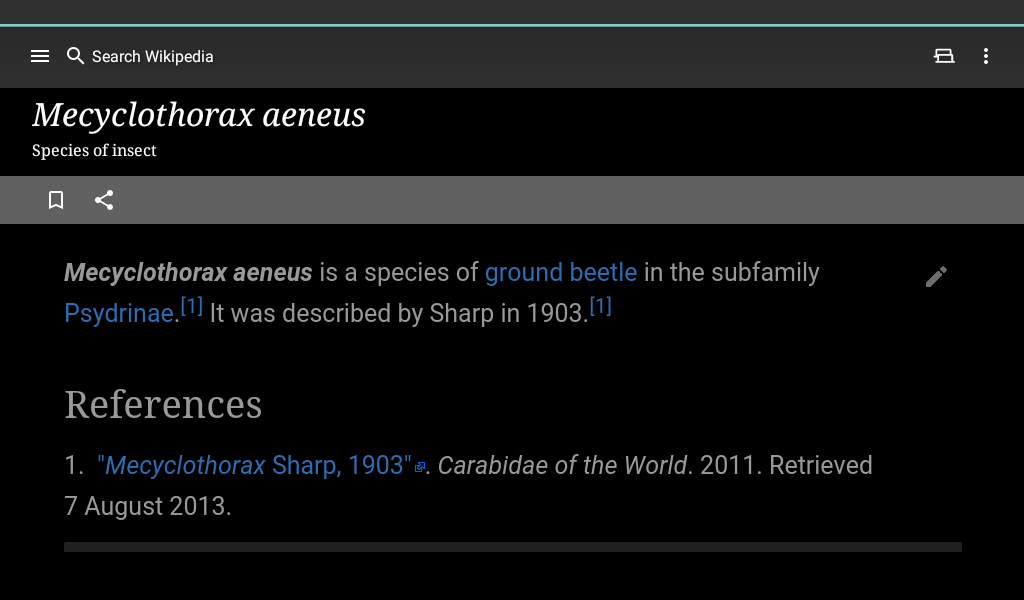 Search Wikipedia
Mecyclothorax aeneus
Species of insect
Mecyclothorax aeneus is a species of ground beetle in the subfamily
Psydrinae.[1] It was described by Sharp in 1903.[1]
References
1. "Mecyclothorax Sharp, 1903". Carabidae of the World. 2011. Retrieved
7 August 2013.